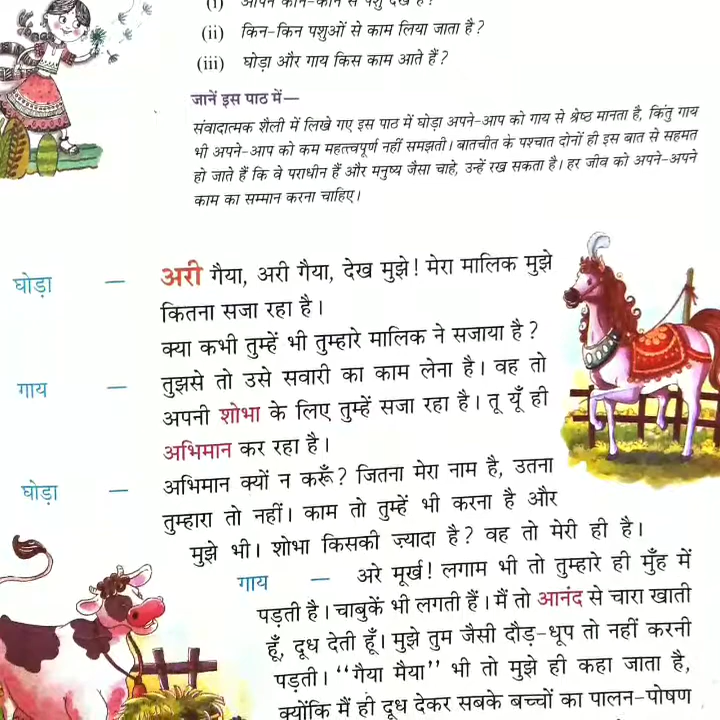 (i) आपने कौन-कौन से पशु देखे हैं?
(ii) किन-किन पशुओं से काम लिया जाता है?
(iii) घोड़ा और गाय किस काम आते हैं?
जानें इस पाठ में—
संवादात्मक शैली में लिखे गए इस पाठ में घोड़ा अपने-आप को गाय से श्रेष्ठ मानता है, किंतु गाय
भी अपने-आप को कम महत्त्वपूर्ण नहीं समझती। बातचीत के पश्चात दोनों ही इस बात से सहमत
हो जाते हैं कि वे पराधीन हैं और मनुष्य जैसा चाहे, उन्हें रख सकता है। हर जीव को अपने-अपने
काम का सम्मान करना चाहिए।
घोड़ा — अरी गैया, अरी गैया, देख मुझे! मेरा मालिक मुझे
कितना सजा रहा है।
क्या कभी तुम्हें भी तुम्हारे मालिक ने सजाया है?
गाय — तुझसे तो उसे सवारी का काम लेना है। वह तो
अपनी शोभा के लिए तुम्हें सजा रहा है। तू यूँ ही
अभिमान कर रहा है।
घोड़ा — अभिमान क्यों न करूँ? जितना मेरा नाम है, उतना
तुम्हारा तो नहीं। काम तो तुम्हें भी करना है और
मुझे भी। शोभा किसकी ज़्यादा है? वह तो मेरी ही है।
गाय — अरे मूर्ख! लगाम भी तो तुम्हारे ही मुँह में
पड़ती है। चाबुकें भी लगती हैं। मैं तो आनंद से चारा खाती
हूँ, दूध देती हूँ। मुझे तुम जैसी दौड़-धूप तो नहीं करनी
पड़ती। ‘‘गैया मैया’’ भी तो मुझे ही कहा जाता है,
क्योंकि मैं ही दूध देकर सबके बच्चों का पालन-पोषण